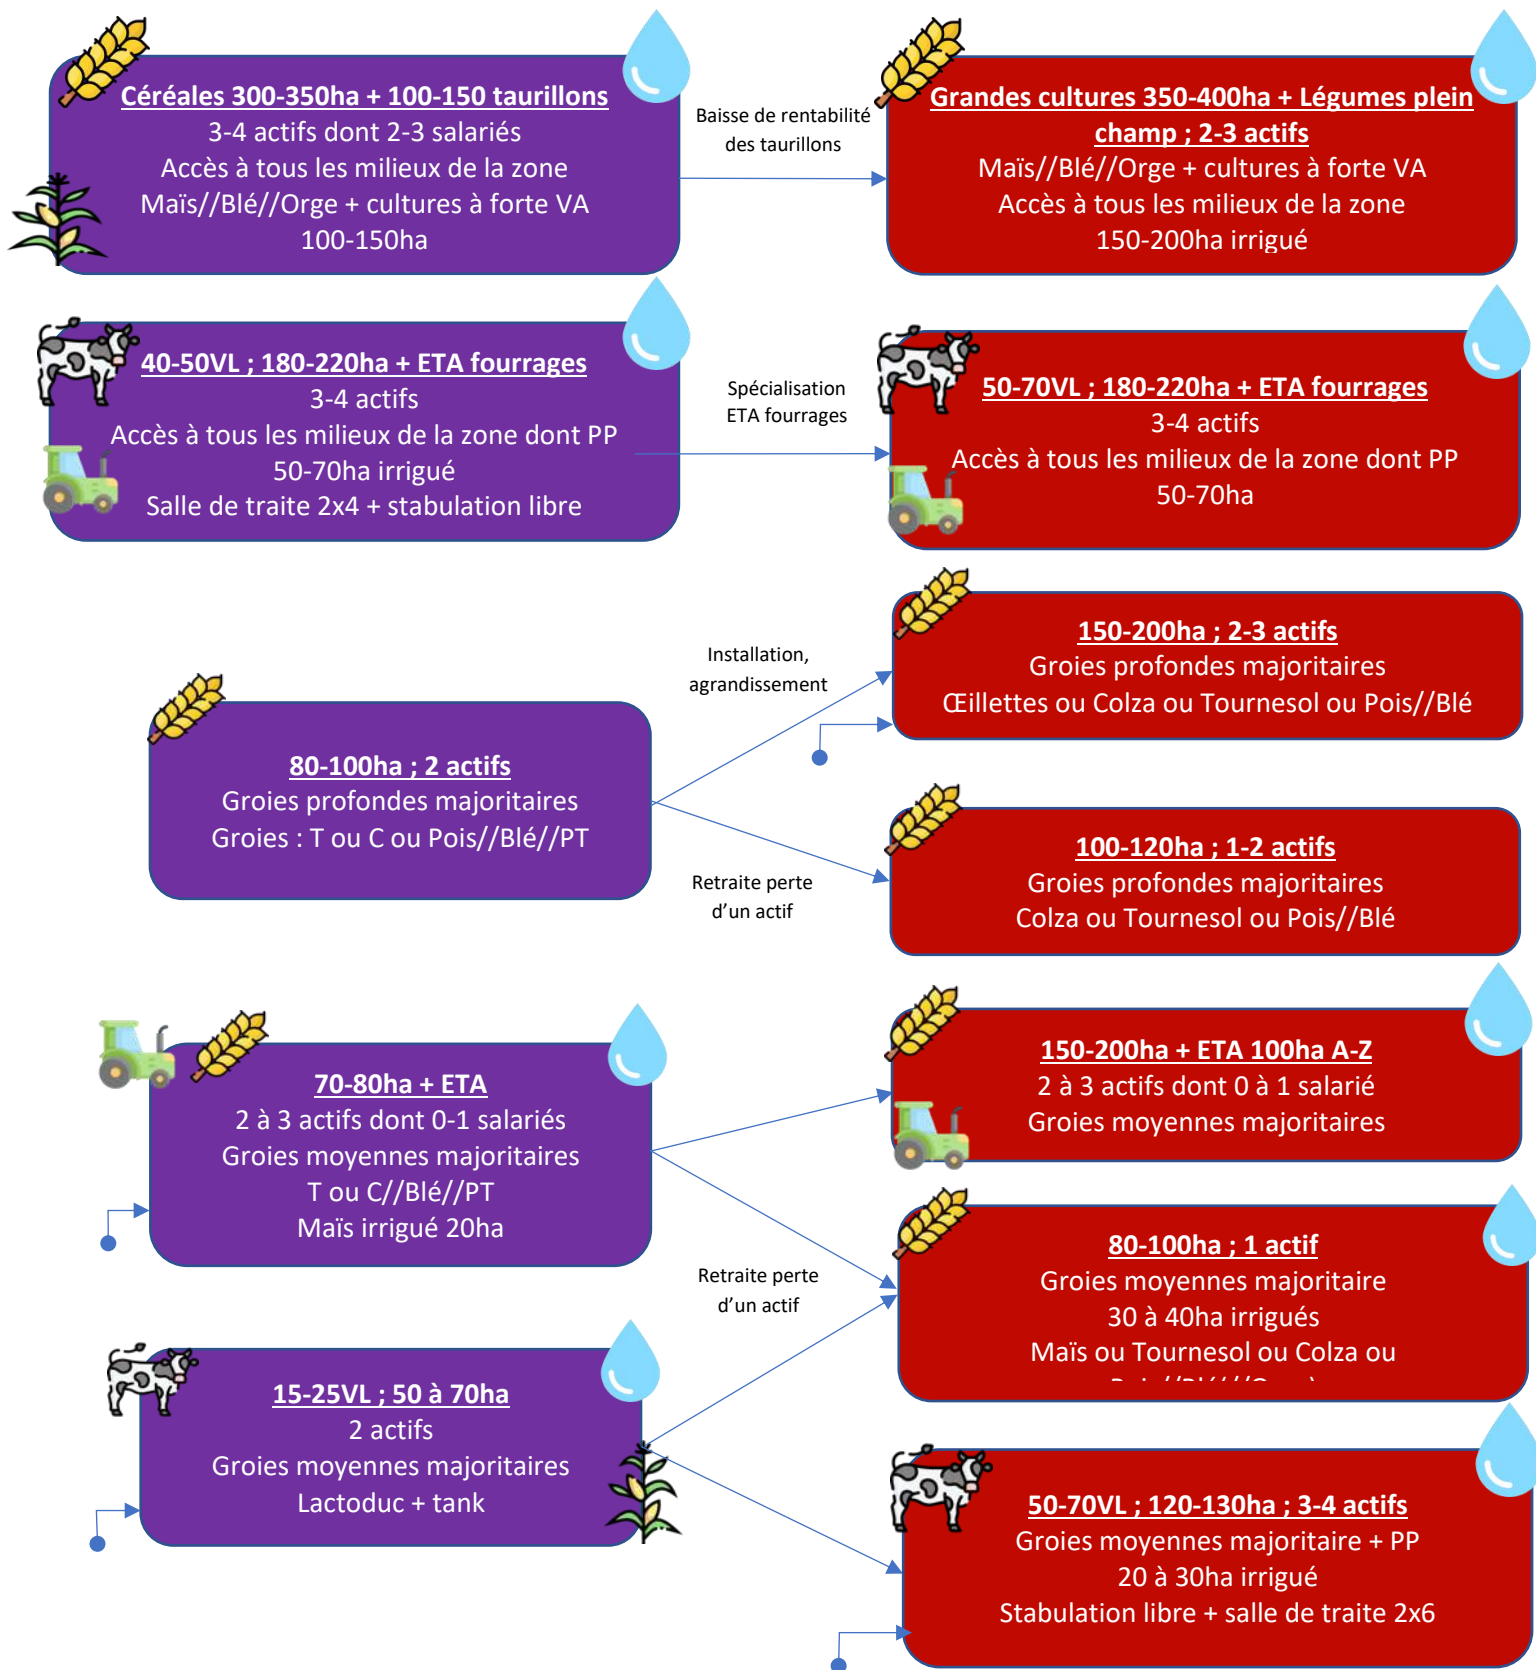 Céréales 300-350ha + 100-150 taurillons
3-4 actifs dont 2-3 salariés
Accès à tous les milieux de la zone
Maïs//Blé//Orge + cultures à forte VA
100-150ha
Baisse de rentabilité
des taurillons
Grandes cultures 350-400ha + Légumes plein
champ ; 2-3 actifs
Maïs//Blé//Orge + cultures à forte VA
Accès à tous les milieux de la zone
150-200ha irrigué
40-50VL ; 180-220ha + ETA fourrages
3-4 actifs
Accès à tous les milieux de la zone dont PP
50-70ha irrigué
Salle de traite 2x4 + stabulation libre
Spécialisation
ETA fourrages
50-70VL ; 180-220ha + ETA fourrages
3-4 actifs
Accès à tous les milieux de la zone dont PP
50-70ha
80-100ha ; 2 actifs
Groies profondes majoritaires
Groies : T ou C ou Pois//Blé//PT
Installation,
agrandissement
150-200ha ; 2-3 actifs
Groies profondes majoritaires
Œillettes ou Colza ou Tournesol ou Pois//Blé
Retraite perte
d'un actif
100-120ha ; 1-2 actifs
Groies profondes majoritaires
Colza ou Tournesol ou Pois//Blé
70-80ha + ETA
2 à 3 actifs dont 0-1 salariés
Groies moyennes majoritaires
T ou C//Blé//PT
Maïs irrigué 20ha
150-200ha + ETA 100ha A-Z
2 à 3 actifs dont 0 à 1 salarié
Groies moyennes majoritaires
Retraite perte
d'un actif
80-100ha ; 1 actif
Groies moyennes majoritaire
30 à 40ha irrigués
Maïs ou Tournesol ou Colza ou
15-25VL ; 50 à 70ha
2 actifs
Groies moyennes majoritaires
Lactoduc + tank
50-70VL ; 120-130ha ; 3-4 actifs
Groies moyennes majoritaire + PP
20 à 30ha irrigué
Stabulation libre + salle de traite 2x6